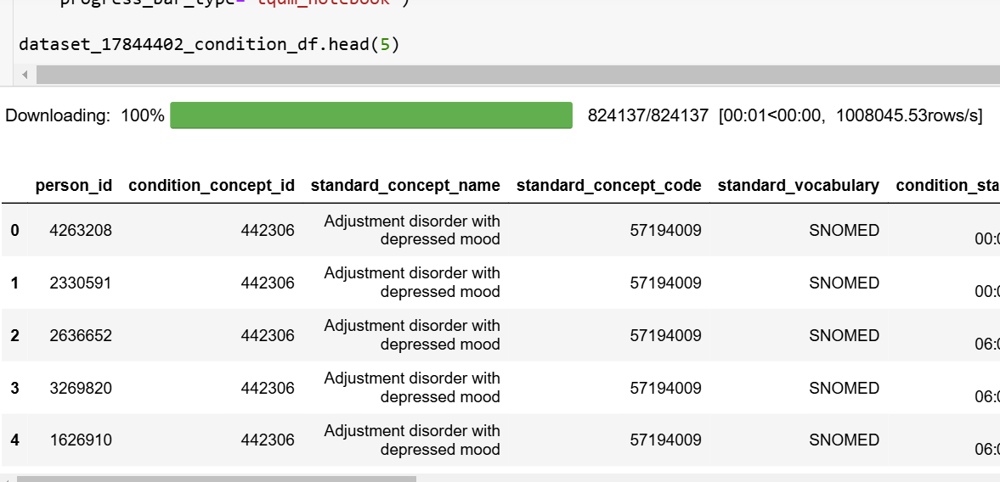 progress_bar_type="tqdm_notebook")
dataset_17844402_condition_df.head(5)
Downloading: 100% 824137/824137 [00:01<00:00, 1008045.53rows/s]
person_id condition_concept_id standard_concept_name standard_concept_code standard_vocabulary condition_sta
0 4263208 442306 Adjustment disorder with depressed mood 57194009 SNOMED 00:0
1 2330591 442306 Adjustment disorder with depressed mood 57194009 SNOMED 00:0
2 2636652 442306 Adjustment disorder with depressed mood 57194009 SNOMED 06:0
3 3269820 442306 Adjustment disorder with depressed mood 57194009 SNOMED 06:0
4 1626910 442306 Adjustment disorder with depressed mood 57194009 SNOMED 06:0